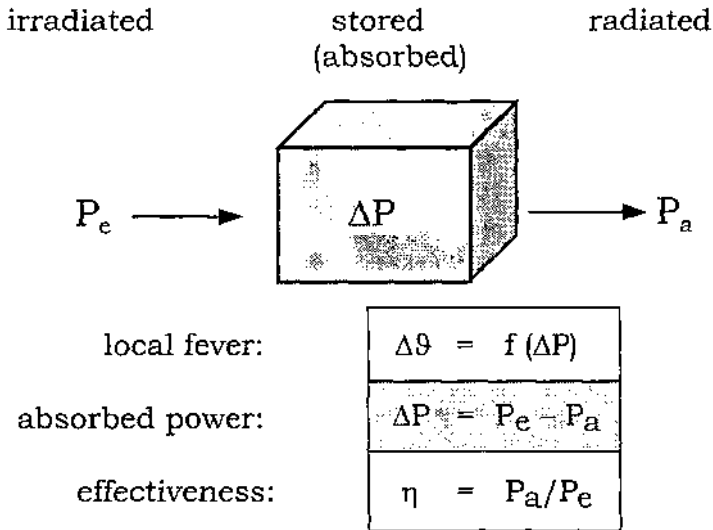 irradiated stored radiated
(absorbed)
Pₑ ΔP Pₐ
local fever: Δϑ = f (ΔP)
absorbed power: ΔP = Pₑ − Pₐ
effectiveness: η = Pₐ/Pₑ